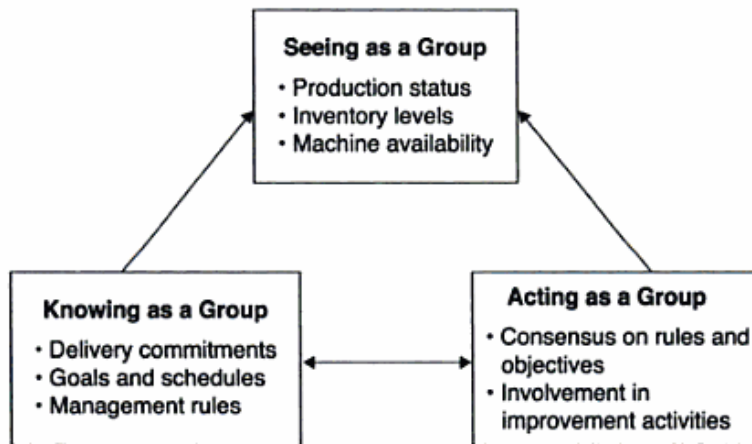 Seeing as a Group
• Production status
• Inventory levels
• Machine availability
Knowing as a Group
• Delivery commitments
• Goals and schedules
• Management rules
Acting as a Group
• Consensus on rules and
objectives
• Involvement in
improvement activities